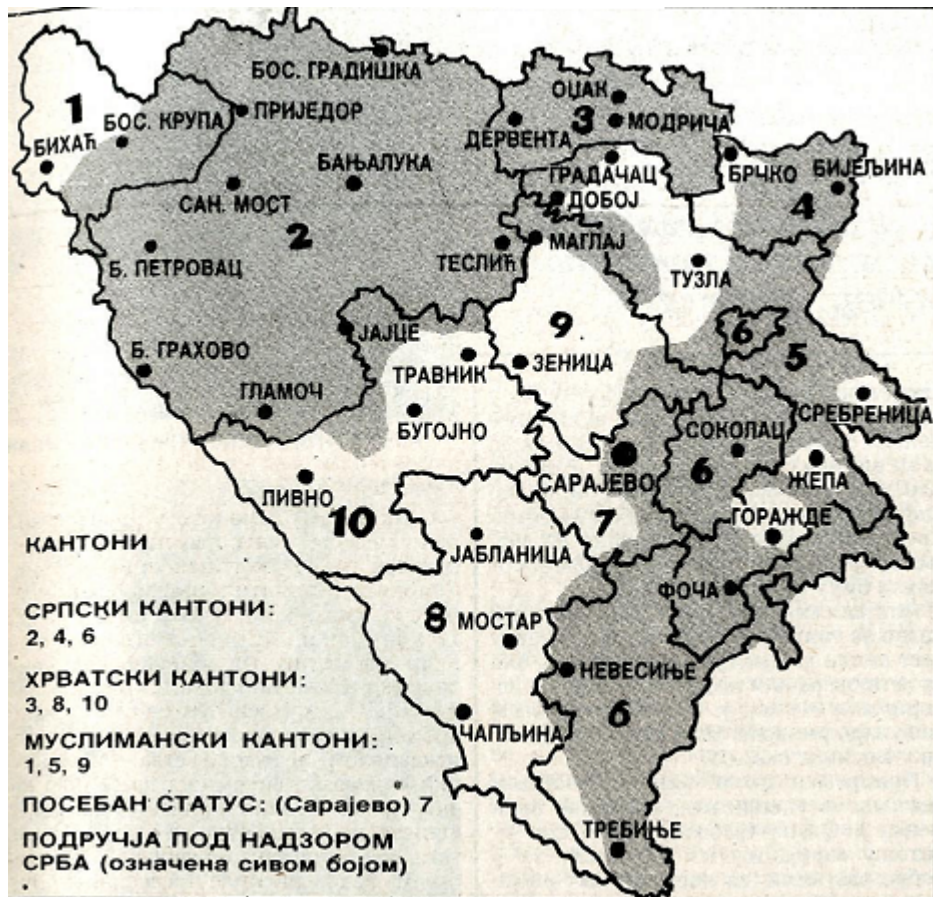 БОС. ГРАДИШКА
ОЏАК
1
БОС. КРУПА
ПРИЈЕДОР
3
МОДРИЧА
ДЕРВЕНТА
БИХАЋ
БАЊАЛУКА
ГРАДАЧАЦ
БРЧКО
БИЈЕЉИНА
САН. МОСТ
ДОБОЈ
4
2
МАГЛАЈ
Б. ПЕТРОВАЦ
ТЕСЛИЋ
ТУЗЛА
9
6
ЈАЈЦЕ
5
Б. ГРАХОВО
ТРАВНИК
ЗЕНИЦА
ГЛАМОЧ
СРЕБРЕНИЦА
БУГОЈНО
СОКОЛАЦ
6
САРАЈЕВО
ЖЕПА
ЛИВНО
10
7
ГОРАЖДЕ
ЈАБЛАНИЦА
ФОЧА
8
МОСТАР
НЕВЕСИЊЕ
6
ЧАПЉИНА
ТРЕБИЊЕ
КАНТОНИ
СРПСКИ КАНТОНИ:
2, 4, 6
ХРВАТСКИ КАНТОНИ:
3, 8, 10
МУСЛИМАНСКИ КАНТОНИ:
1, 5, 9
ПОСЕБАН СТАТУС: (Сарајево) 7
ПОДРУЧЈА ПОД НАДЗОРОМ
СРБА (означена сивом бојом)